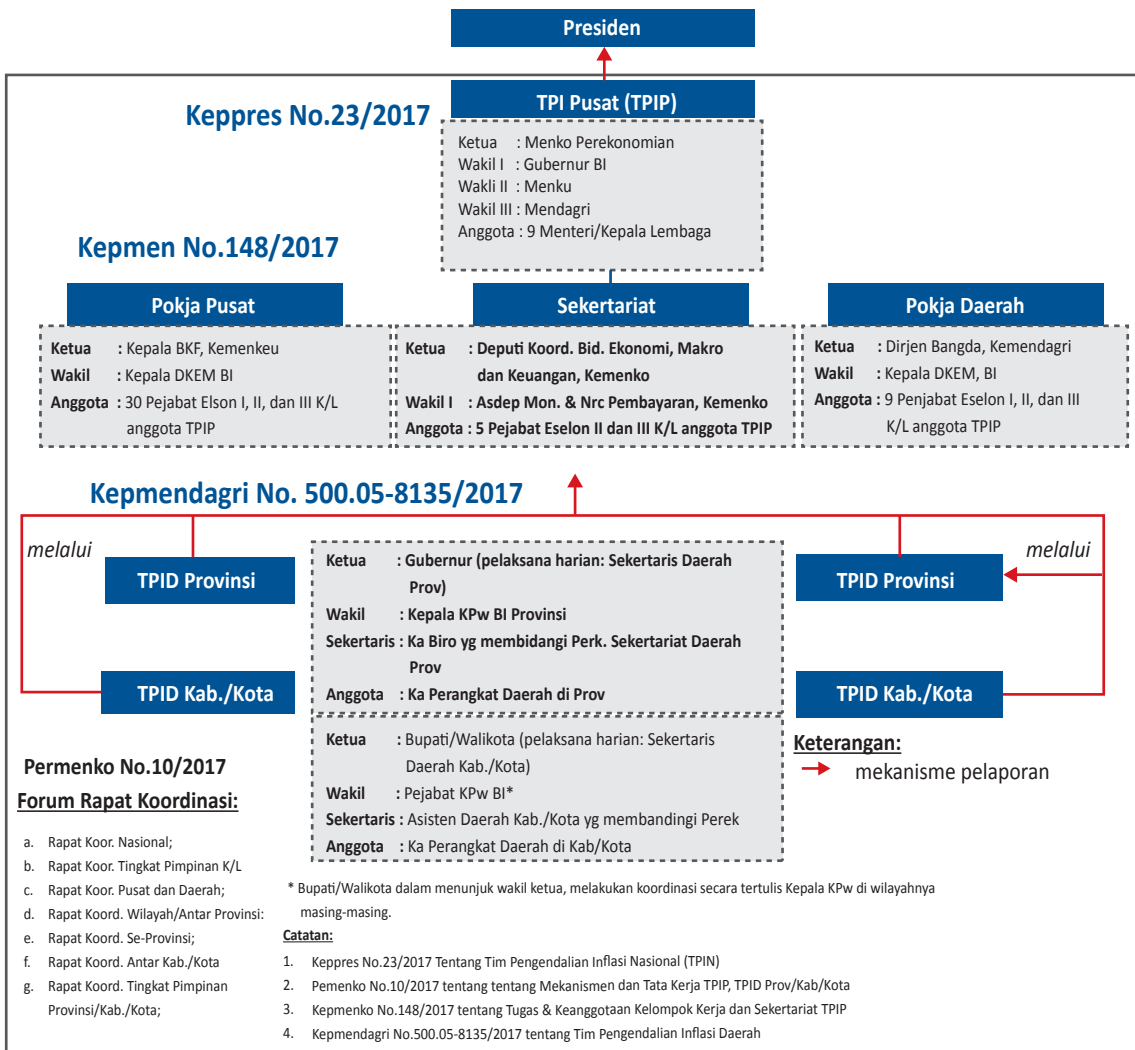 Presiden
Keppres No.23/2017
TPI Pusat (TPIP)
Ketua : Menko Perekonomian
Wakil I : Gubernur BI
Wakli II : Menku
Wakil III : Mendagri
Anggota : 9 Menteri/Kepala Lembaga
Kepmen No.148/2017
Pokja Pusat
Ketua : Kepala BKF, Kemenkeu
Wakil : Kepala DKEM BI
Anggota : 30 Pejabat Elson I, II, dan III K/L
anggota TPIP
Sekertariat
Ketua : Deputi Koord. Bid. Ekonomi, Makro
dan Keuangan, Kemenko
Wakil I : Asdep Mon. & Nrc Pembayaran, Kemenko
Anggota : 5 Pejabat Eselon II dan III K/L anggota TPIP
Pokja Daerah
Ketua : Dirjen Bangda, Kemendagri
Wakil : Kepala DKEM, BI
Anggota : 9 Penjabat Eselon I, II, dan III
K/L anggota TPIP
Kepmendagri No. 500.05-8135/2017
melalui
TPID Provinsi
TPID Kab./Kota
Ketua : Gubernur (pelaksana harian: Sekertaris Daerah
Prov)
Wakil : Kepala KPw BI Provinsi
Sekertaris : Ka Biro yg membidangi Perk. Sekertariat Daerah
Prov
Anggota : Ka Perangkat Daerah di Prov
Ketua : Bupati/Walikota (pelaksana harian: Sekertaris
Daerah Kab./Kota)
Wakil : Pejabat KPw BI*
Sekertaris : Asisten Daerah Kab./Kota yg membandingi Perek
Anggota : Ka Perangkat Daerah di Kab/Kota
melalui
TPID Provinsi
TPID Kab./Kota
Keterangan:
mekanisme pelaporan
Permenko No.10/2017
Forum Rapat Koordinasi:
a. Rapat Koor. Nasional;
b. Rapat Koor. Tingkat Pimpinan K/L
c. Rapat Koor. Pusat dan Daerah;
d. Rapat Koord. Wilayah/Antar Provinsi:
e. Rapat Koord. Se-Provinsi;
f. Rapat Koord. Antar Kab./Kota
g. Rapat Koord. Tingkat Pimpinan
Provinsi/Kab./Kota;
* Bupati/Walikota dalam menunjuk wakil ketua, melakukan koordinasi secara tertulis Kepala KPw di wilayahnya
masing-masing.
Catatan:
1. Keppres No.23/2017 Tentang Tim Pengendalian Inflasi Nasional (TPIN)
2. Pemenko No.10/2017 tentang tentang Mekanismen dan Tata Kerja TPIP, TPID Prov/Kab/Kota
3. Kepmenko No.148/2017 tentang Tugas & Keanggotaan Kelompok Kerja dan Sekertariat TPIP
4. Kepmendagri No.500.05-8135/2017 tentang Tim Pengendalian Inflasi Daerah